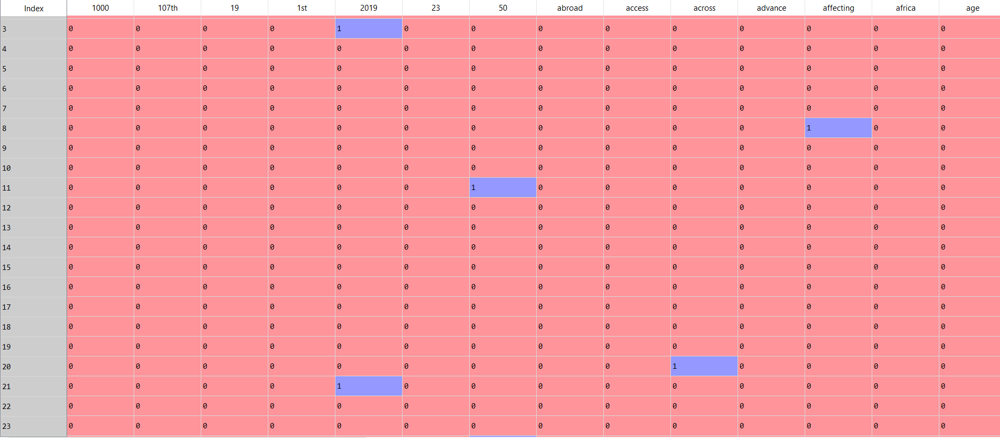 Index 1000 107th 19 1st 2019 23 50 abroad access across advance affecting africa age
3 0 0 0 0 1 0 0 0 0 0 0 0 0 0
4 0 0 0 0 0 0 0 0 0 0 0 0 0 0
5 0 0 0 0 0 0 0 0 0 0 0 0 0 0
6 0 0 0 0 0 0 0 0 0 0 0 0 0 0
7 0 0 0 0 0 0 0 0 0 0 0 0 0 0
8 0 0 0 0 0 0 0 0 0 0 0 1 0 0
9 0 0 0 0 0 0 0 0 0 0 0 0 0 0
10 0 0 0 0 0 0 0 0 0 0 0 0 0 0
11 0 0 0 0 0 0 1 0 0 0 0 0 0 0
12 0 0 0 0 0 0 0 0 0 0 0 0 0 0
13 0 0 0 0 0 0 0 0 0 0 0 0 0 0
14 0 0 0 0 0 0 0 0 0 0 0 0 0 0
15 0 0 0 0 0 0 0 0 0 0 0 0 0 0
16 0 0 0 0 0 0 0 0 0 0 0 0 0 0
17 0 0 0 0 0 0 0 0 0 0 0 0 0 0
18 0 0 0 0 0 0 0 0 0 0 0 0 0 0
19 0 0 0 0 0 0 0 0 0 0 0 0 0 0
20 0 0 0 0 0 0 0 0 0 1 0 0 0 0
21 0 0 0 0 1 0 0 0 0 0 0 0 0 0
22 0 0 0 0 0 0 0 0 0 0 0 0 0 0
23 0 0 0 0 0 0 0 0 0 0 0 0 0 0